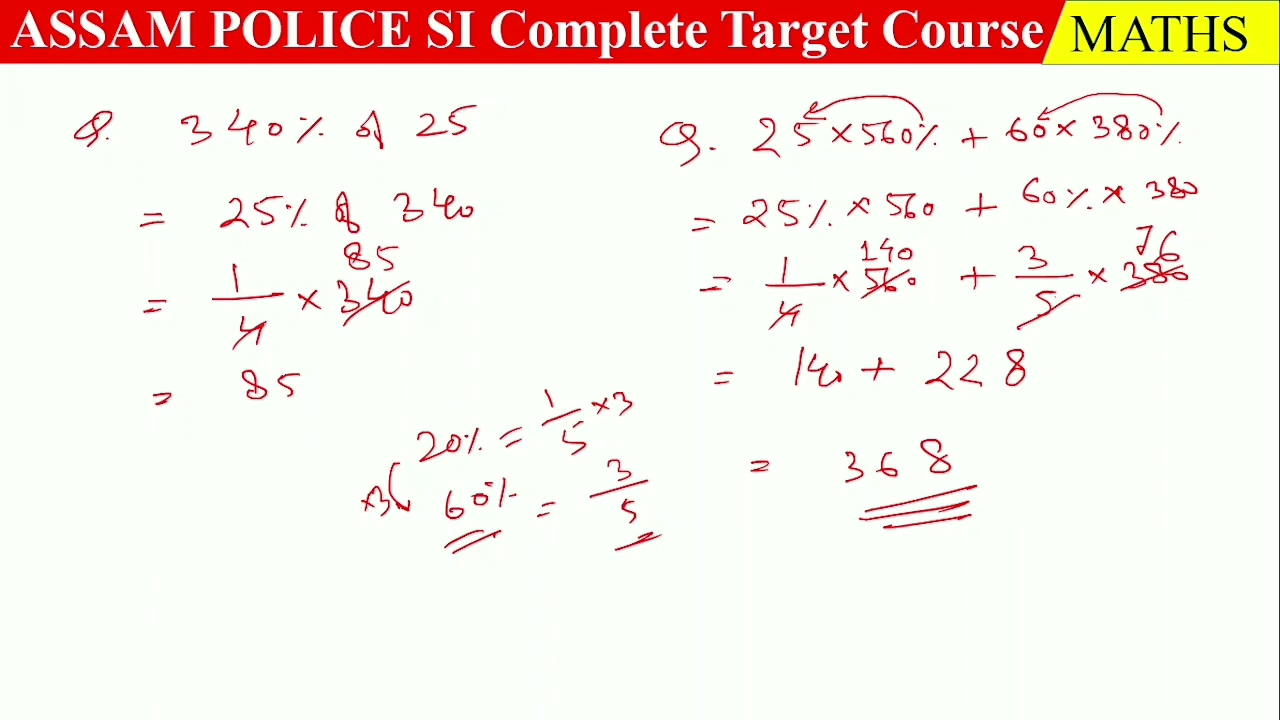 ASSAM POLICE SI Complete Target Course MATHS
Q. 340% of 25
= 25% of 340
= 1/4 × 340 85
= 85
20% = 1/5 ×3
×3 60% = 3/5
Q. 25 × 560% + 60 × 380%
= 25% × 560 + 60% × 380
= 1/4 × 560 140 + 3/5 × 380 76
= 140 + 228
= 368